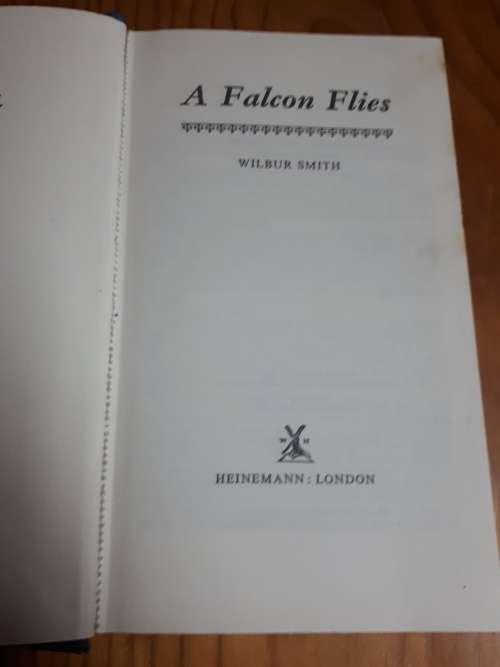 A Falcon Flies
WILBUR SMITH
W H
HEINEMANN : LONDON